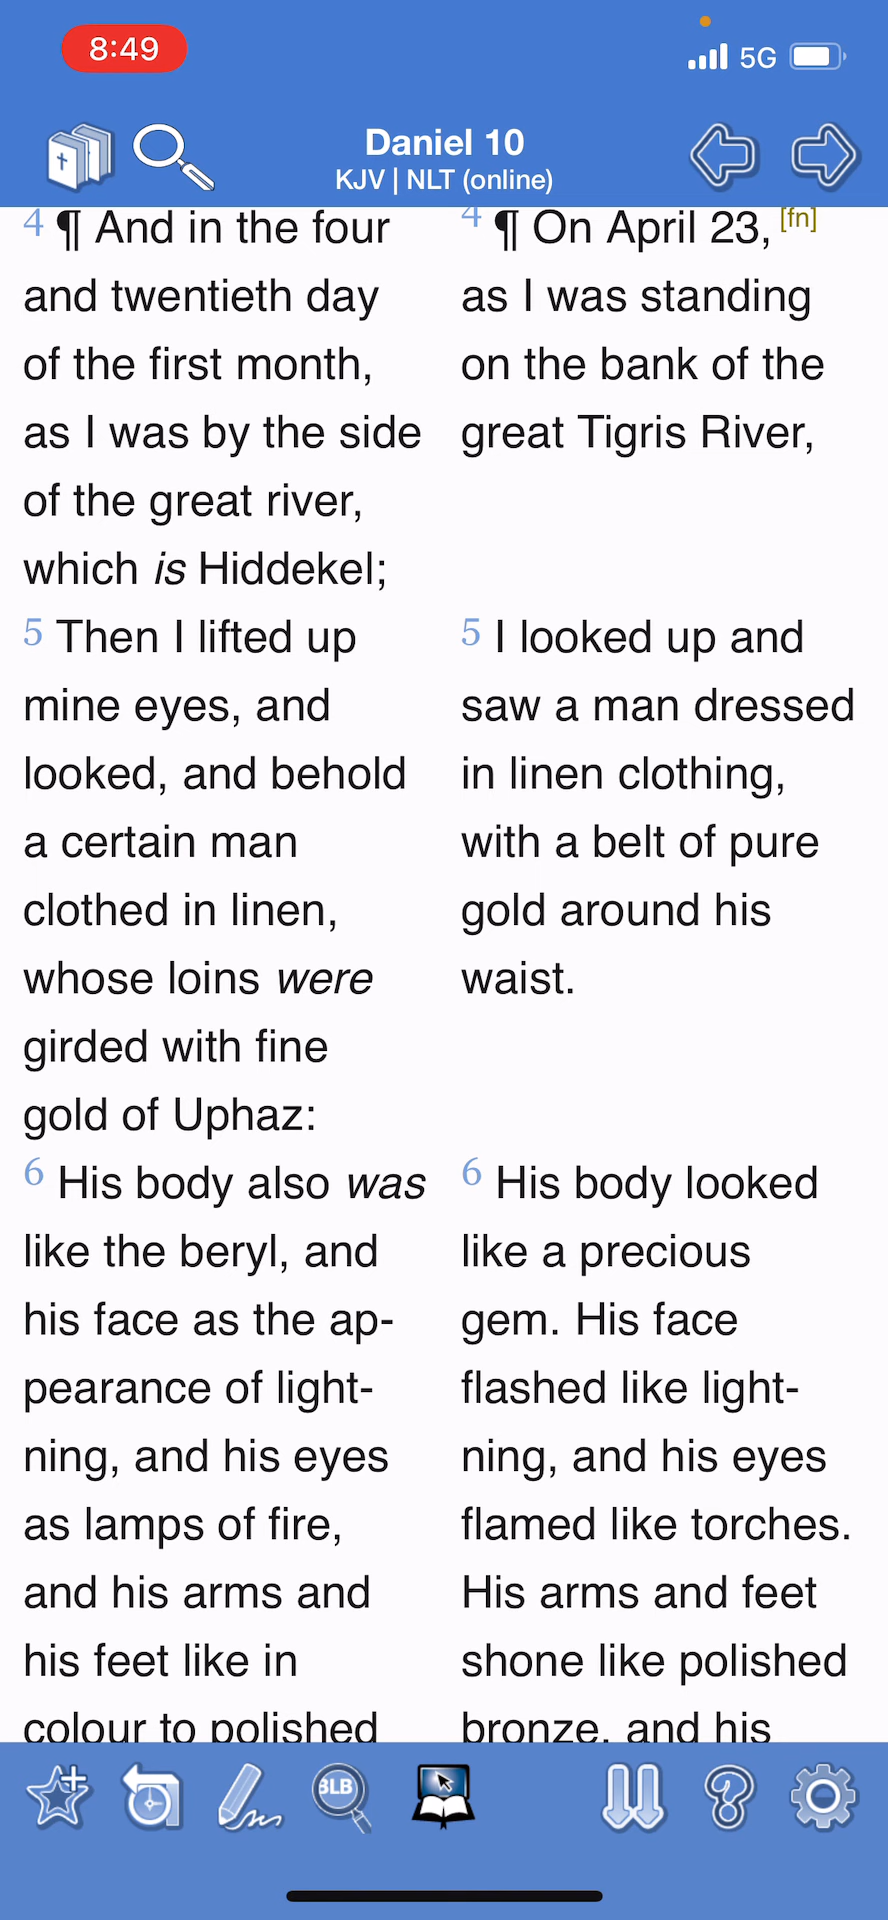 8:49
5G
Daniel 10
KJV | NLT (online)
4 ¶ And in the four
and twentieth day
of the first month,
as I was by the side
of the great river,
which is Hiddekel;
5 Then I lifted up
mine eyes, and
looked, and behold
a certain man
clothed in linen,
whose loins were
girded with fine
gold of Uphaz:
6 His body also was
like the beryl, and
his face as the ap-
pearance of light-
ning, and his eyes
as lamps of fire,
and his arms and
his feet like in
colour to polished
4 ¶ On April 23, [fn]
as I was standing
on the bank of the
great Tigris River,
5 I looked up and
saw a man dressed
in linen clothing,
with a belt of pure
gold around his
waist.
6 His body looked
like a precious
gem. His face
flashed like light-
ning, and his eyes
flamed like torches.
His arms and feet
shone like polished
bronze, and his
BLB